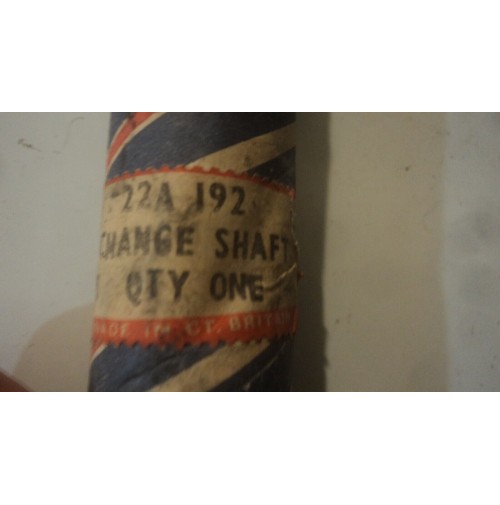 22A 192
CHANGE SHAFT
QTY ONE
MADE IN GT. BRITAIN